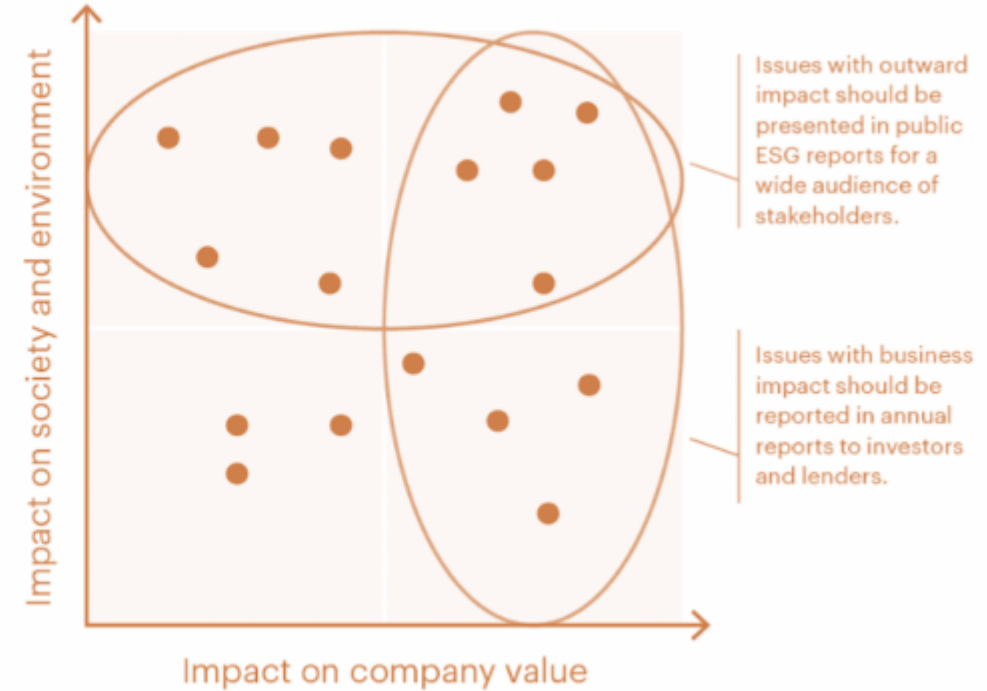 Impact on society and environment
Issues with outward
impact should be
presented in public
ESG reports for a
wide audience of
stakeholders.
Issues with business
impact should be
reported in annual
reports to investors
and lenders.
Impact on company value